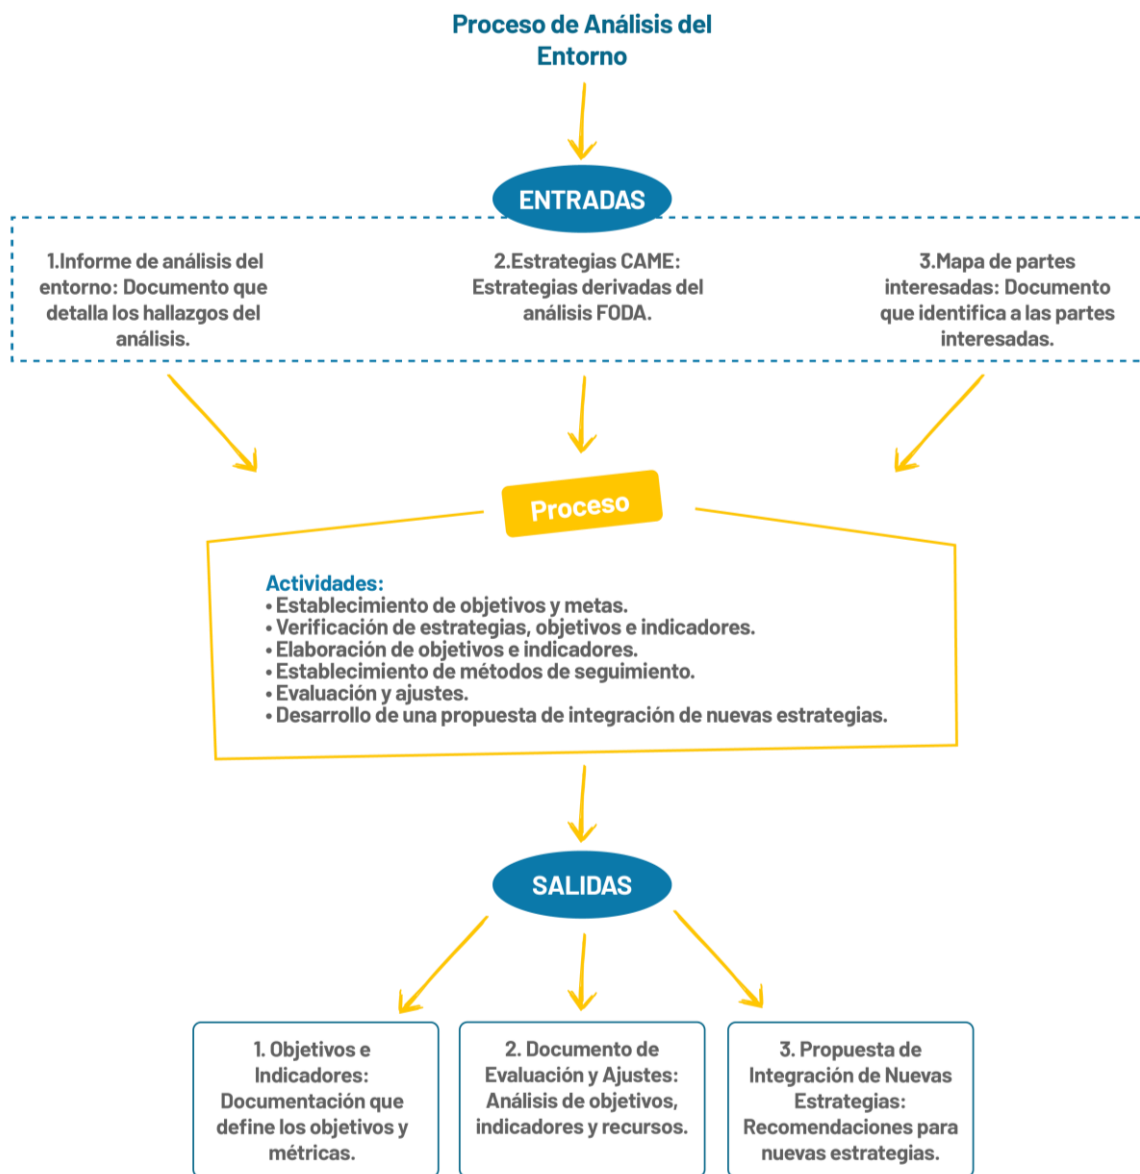 Proceso de Análisis del
Entorno
ENTRADAS
1.Informe de análisis del
entorno: Documento que
detalla los hallazgos del
análisis.
2.Estrategias CAME:
Estrategias derivadas del
análisis FODA.
3.Mapa de partes
interesadas: Documento
que identifica a las partes
interesadas.
Proceso
Actividades:
• Establecimiento de objetivos y metas.
• Verificación de estrategias, objetivos e indicadores.
• Elaboración de objetivos e indicadores.
• Establecimiento de métodos de seguimiento.
• Evaluación y ajustes.
• Desarrollo de una propuesta de integración de nuevas estrategias.
SALIDAS
1. Objetivos e
Indicadores:
Documentación que
define los objetivos y
métricas.
2. Documento de
Evaluación y Ajustes:
Análisis de objetivos,
indicadores y recursos.
3. Propuesta de
Integración de Nuevas
Estrategias:
Recomendaciones para
nuevas estrategias.